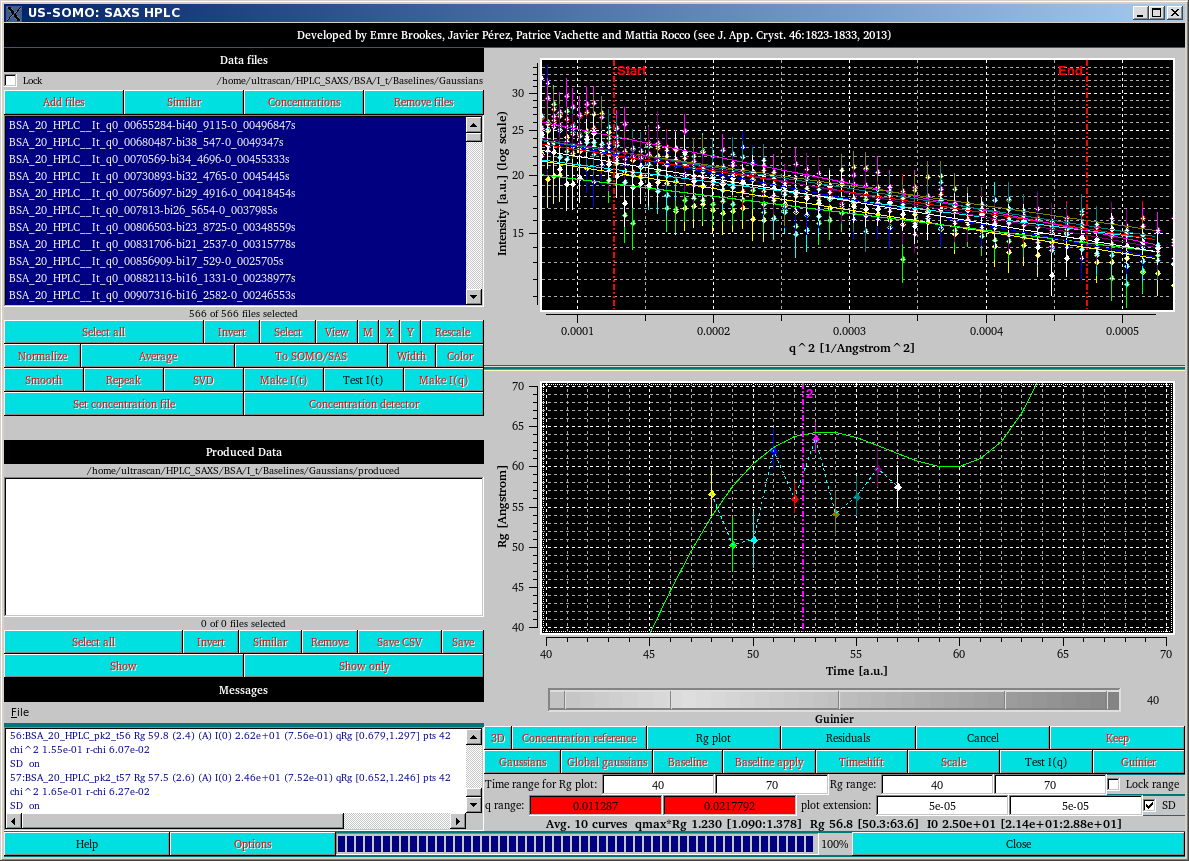 US-SOMO: SAXS HPLC
Developed by Emre Brookes, Javier Pérez, Patrice Vachette and Mattia Rocco (see J. App. Cryst. 46:1823-1833, 2013)
Data files
Lock /home/ultrascan/HPLC_SAXS/BSA/I_t/Baselines/Gaussians
Add files Similar Concentrations Remove files
BSA_20_HPLC__It_q0_00655284-bi40_9115-0_00496847s
BSA_20_HPLC__It_q0_00680487-bi38_547-0_0049347s
BSA_20_HPLC__It_q0_0070569-bi34_4696-0_00455333s
BSA_20_HPLC__It_q0_00730893-bi32_4765-0_0045445s
BSA_20_HPLC__It_q0_00756097-bi29_4916-0_00418454s
BSA_20_HPLC__It_q0_007813-bi26_5654-0_0037985s
BSA_20_HPLC__It_q0_00806503-bi23_8725-0_00348559s
BSA_20_HPLC__It_q0_00831706-bi21_2537-0_00315778s
BSA_20_HPLC__It_q0_00856909-bi17_529-0_0025705s
BSA_20_HPLC__It_q0_00882113-bi16_1331-0_00238977s
BSA_20_HPLC__It_q0_00907316-bi16_2582-0_00246553s
566 of 566 files selected
Select all Invert Select View M X Y Rescale
Normalize Average To SOMO/SAS Width Color
Smooth Repeak SVD Make I(t) Test I(t) Make I(q)
Set concentration file Concentration detector
Produced Data
/home/ultrascan/HPLC_SAXS/BSA/I_t/Baselines/Gaussians/produced
0 of 0 files selected
Select all Invert Similar Remove Save CSV Save
Show Show only
Messages
File
56:BSA_20_HPLC_pk2_t56 Rg 59.8 (2.4) (A) I(0) 2.62e+01 (7.56e-01) qRg [0.679,1.297] pts 42
chi^2 1.55e-01 r-chi 6.07e-02
SD on
57:BSA_20_HPLC_pk2_t57 Rg 57.5 (2.6) (A) I(0) 2.46e+01 (7.52e-01) qRg [0.652,1.246] pts 42
chi^2 1.65e-01 r-chi 6.27e-02
SD on
Start End
Intensity [a.u.] (log scale)
30
25
20
15
0.0001 0.0002 0.0003 0.0004 0.0005
q^2 [1/Angstrom^2]
2
Rg [Angstrom]
70
65
60
55
50
45
40
40 45 50 55 60 65 70
Time [a.u.]
40
Guinier
3D Concentration reference Rg plot Residuals Cancel Keep
Gaussians Global gaussians Baseline Baseline apply Timeshift Scale Test I(q) Guinier
Time range for Rg plot: 40 70 Rg range: 40 70 Lock range
q range: 0.011287 0.0217792 plot extension: 5e-05 5e-05 SD
Avg. 10 curves qmax*Rg 1.230 [1.090:1.378] Rg 56.8 [50.3:63.6] I0 2.50e+01 [2.14e+01:2.88e+01]
Help Options 100% Close